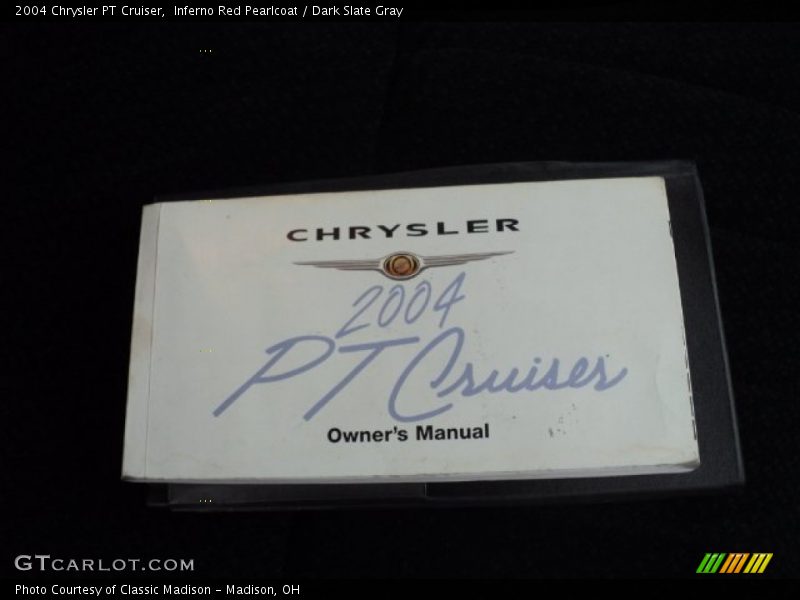 2004 Chrysler PT Cruiser,  Inferno Red Pearlcoat / Dark Slate Gray
CHRYSLER
2004
PT Cruiser
Owner's Manual
GTCARLOT.COM
Photo Courtesy of Classic Madison - Madison, OH